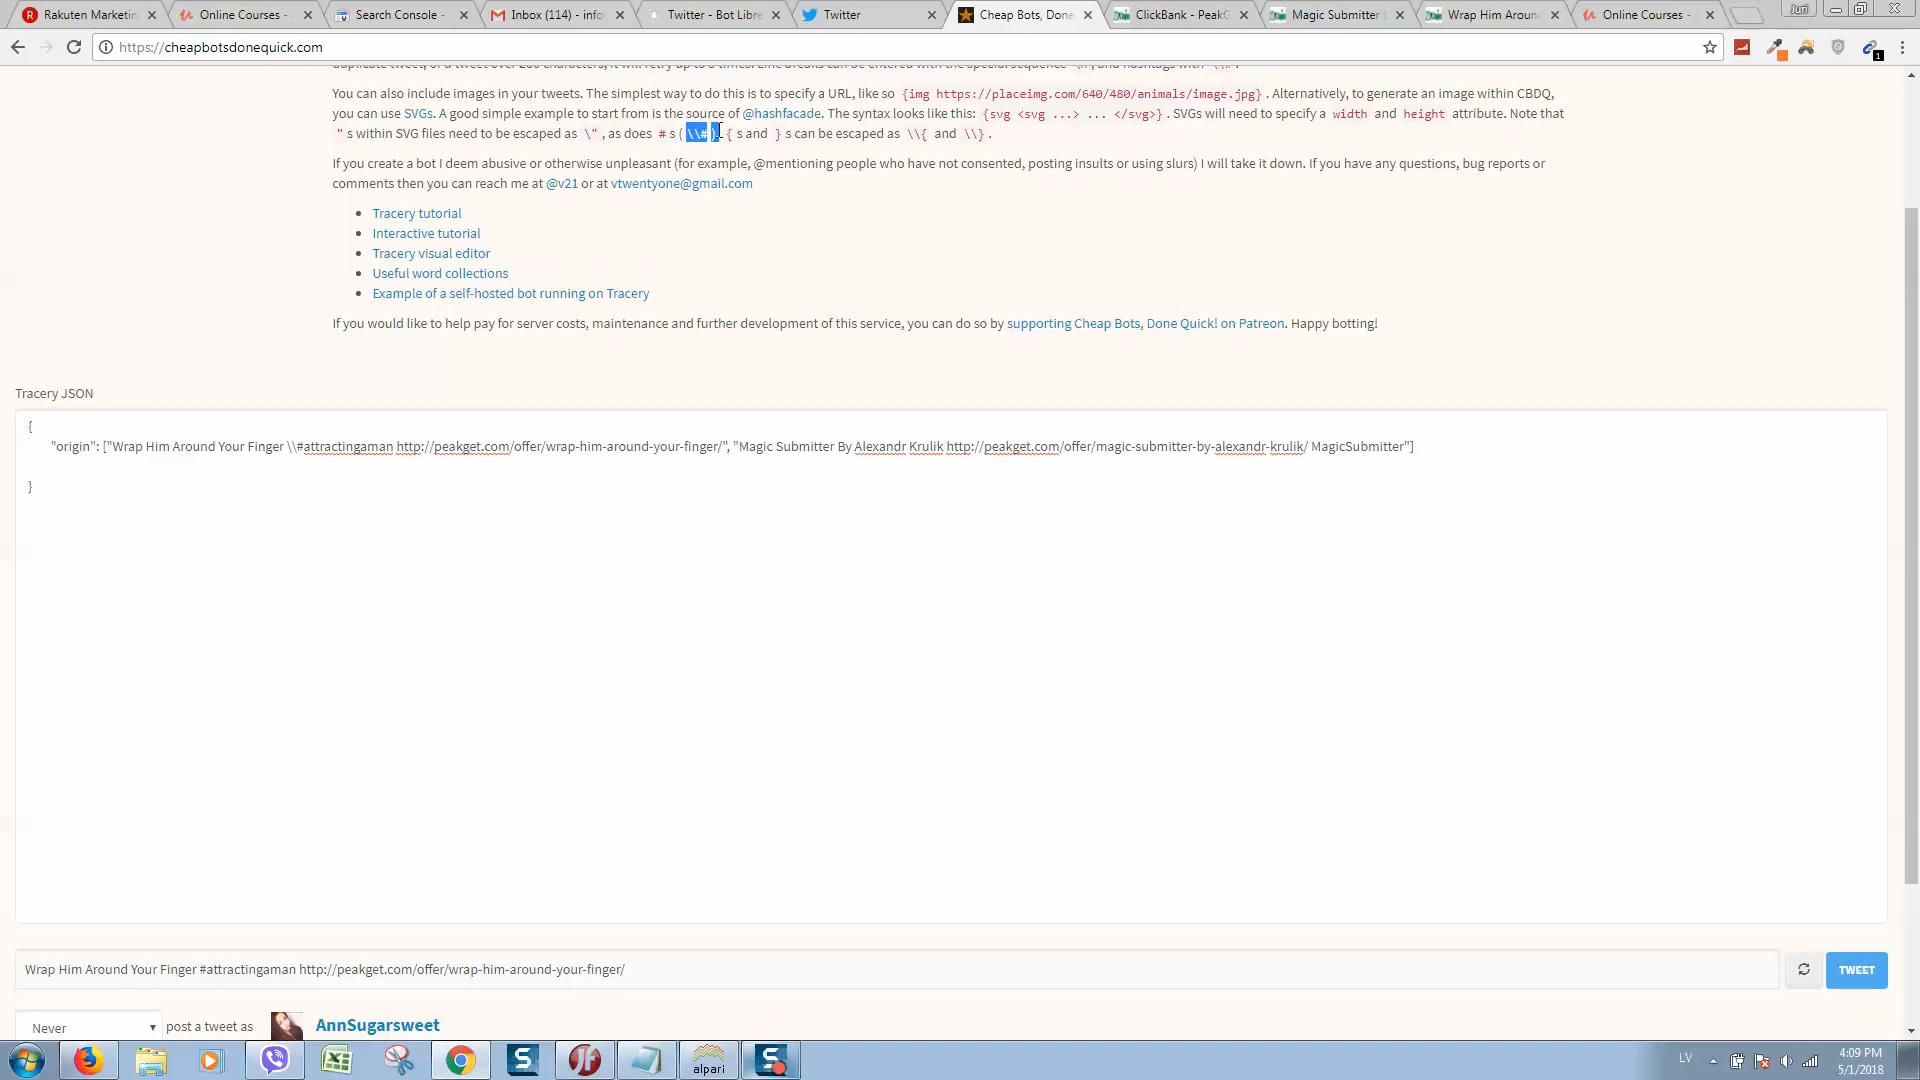 Rakuten Marketin
Online Courses -
Search Console -
Inbox (114) - info
Twitter - Bot Libre
Twitter
Cheap Bots, Done
ClickBank - PeakG
Magic Submitter
Wrap Him Aroun
Online Courses -
Juri
https://cheapbotsdonequick.com
1
You can also include images in your tweets. The simplest way to do this is to specify a URL, like so {img https://placeimg.com/640/480/animals/image.jpg}. Alternatively, to generate an image within CBDQ,
you can use SVGs. A good simple example to start from is the source of @hashfacade. The syntax looks like this: {svg <svg ...> ... </svg>}. SVGs will need to specify a width and height attribute. Note that
" s within SVG files need to be escaped as \", as does # s ( \\# ). { s and } s can be escaped as \\{ and \\}.
If you create a bot I deem abusive or otherwise unpleasant (for example, @mentioning people who have not consented, posting insults or using slurs) I will take it down. If you have any questions, bug reports or
comments then you can reach me at @v21 or at vtwentyone@gmail.com
Tracery tutorial
Interactive tutorial
Tracery visual editor
Useful word collections
Example of a self-hosted bot running on Tracery
If you would like to help pay for server costs, maintenance and further development of this service, you can do so by supporting Cheap Bots, Done Quick! on Patreon. Happy botting!
Tracery JSON
{
"origin": ["Wrap Him Around Your Finger \\#attractingaman http://peakget.com/offer/wrap-him-around-your-finger/", "Magic Submitter By Alexandr Krulik http://peakget.com/offer/magic-submitter-by-alexandr-krulik/ MagicSubmitter"]
}
Wrap Him Around Your Finger #attractingaman http://peakget.com/offer/wrap-him-around-your-finger/
TWEET
Never post a tweet as AnnSugarsweet
alpari
LV
4:09 PM
5/1/2018